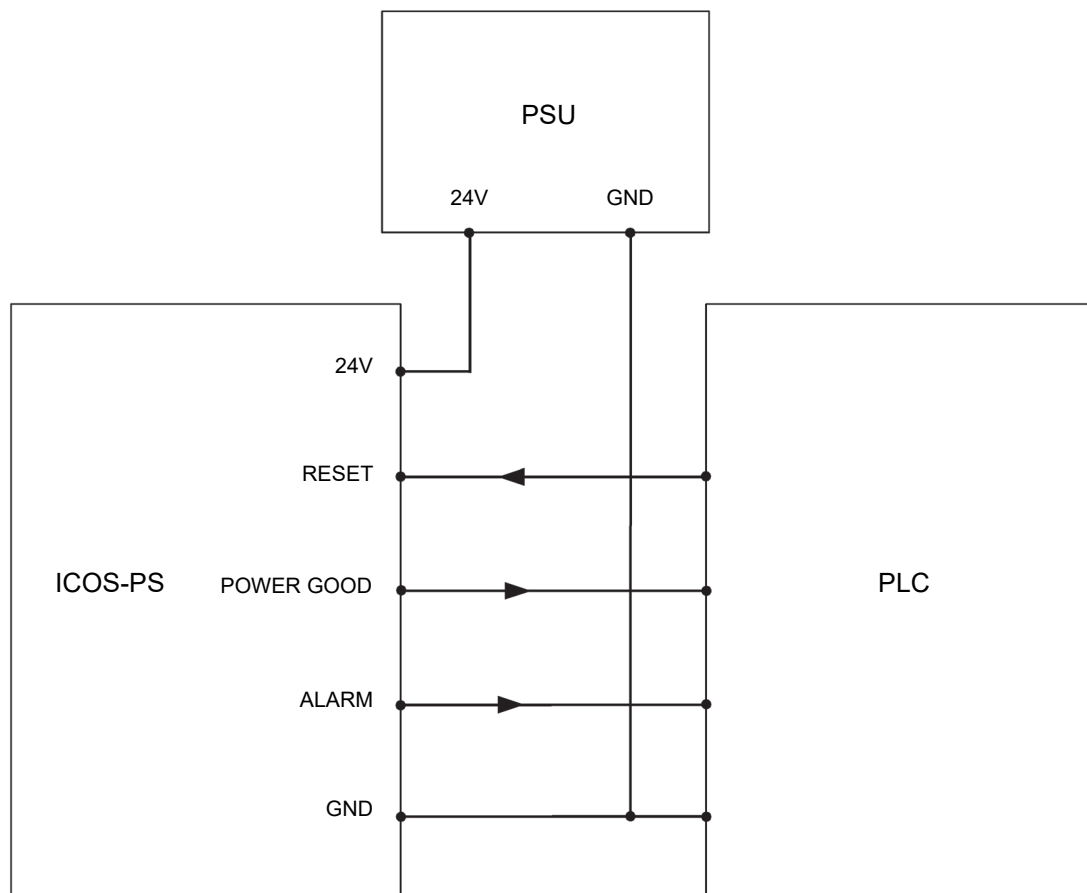 PSU
24V GND
24V
RESET
ICOS-PS POWER GOOD PLC
ALARM
GND